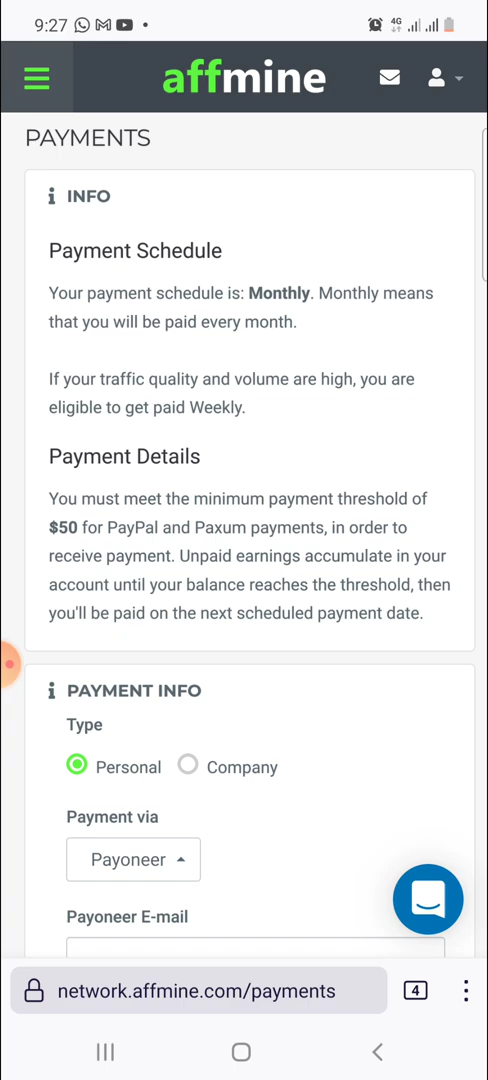 9:27
4G
affmine
PAYMENTS
INFO
Payment Schedule
Your payment schedule is: Monthly. Monthly means
that you will be paid every month.
If your traffic quality and volume are high, you are
eligible to get paid Weekly.
Payment Details
You must meet the minimum payment threshold of
$50 for PayPal and Paxum payments, in order to
receive payment. Unpaid earnings accumulate in your
account until your balance reaches the threshold, then
you'll be paid on the next scheduled payment date.
PAYMENT INFO
Type
Personal
Company
Payment via
Payoneer
Payoneer E-mail
network.affmine.com/payments
4